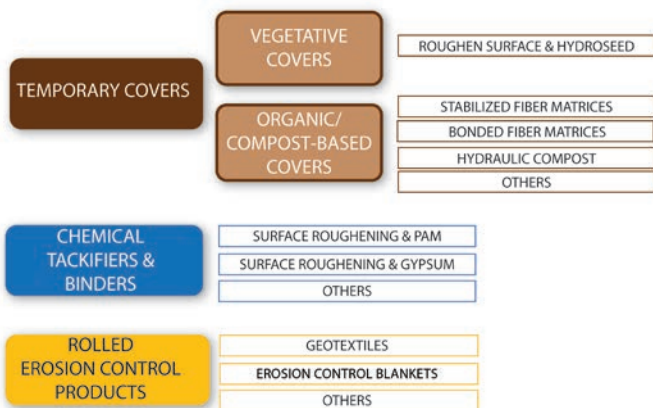 TEMPORARY COVERS
VEGETATIVE
COVERS
ROUGHEN SURFACE & HYDROSEED
ORGANIC/
COMPOST-BASED
COVERS
STABILIZED FIBER MATRICES
BONDED FIBER MATRICES
HYDRAULIC COMPOST
OTHERS
CHEMICAL
TACKIFIERS &
BINDERS
SURFACE ROUGHENING & PAM
SURFACE ROUGHENING & GYPSUM
OTHERS
ROLLED
EROSION CONTROL
PRODUCTS
GEOTEXTILES
EROSION CONTROL BLANKETS
OTHERS